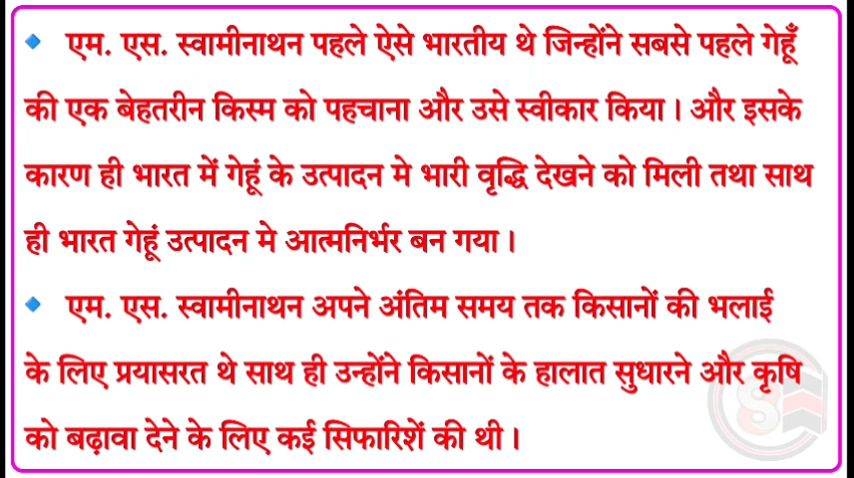 एम. एस. स्वामीनाथन पहले ऐसे भारतीय थे जिन्होंने सबसे पहले गेहूँ
की एक बेहतरीन किस्म को पहचाना और उसे स्वीकार किया । और इसके
कारण ही भारत में गेहूं के उत्पादन मे भारी वृद्धि देखने को मिली तथा साथ
ही भारत गेहूं उत्पादन मे आत्मनिर्भर बन गया ।
एम. एस. स्वामीनाथन अपने अंतिम समय तक किसानों की भलाई
के लिए प्रयासरत थे साथ ही उन्होंने किसानों के हालात सुधारने और कृषि
को बढ़ावा देने के लिए कई सिफारिशें की थी ।